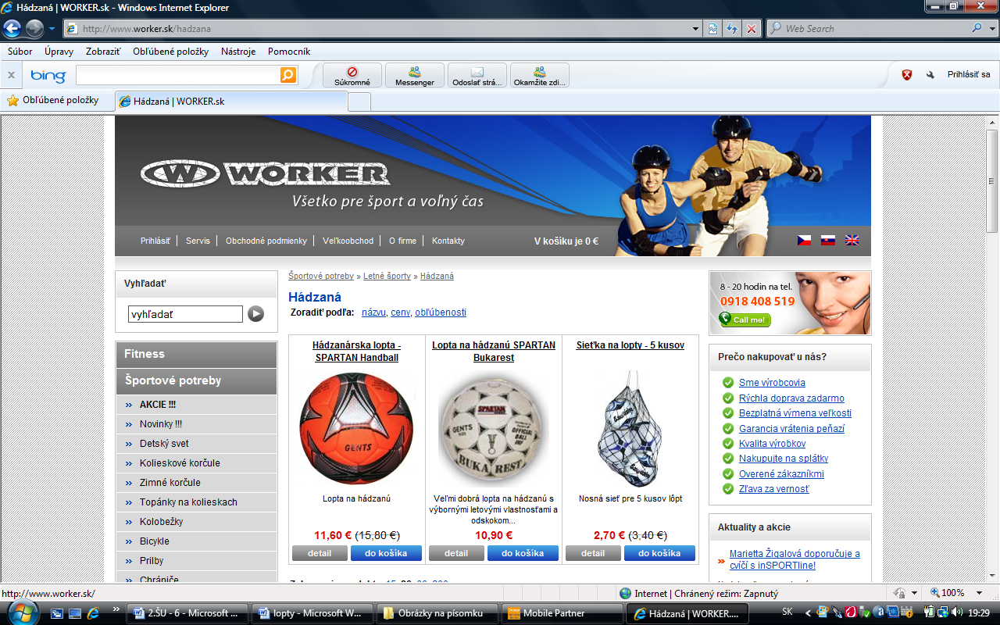 Hádzaná | WORKER.sk - Windows Internet Explorer
http://www.worker.sk/hadzana
Web Search
Súbor Úpravy Zobraziť Obľúbené položky Nástroje Pomocník
x bing Súkromné Messenger Odoslať strá... Okamžite zdi... Prihlásiť sa
Obľúbené položky Hádzaná | WORKER.sk
W WORKER
Všetko pre šport a voľný čas
Prihlásiť Servis Obchodné podmienky Veľkoobchod O firme Kontakty V košíku je 0 €
Vyhľadať
vyhľadať
Fitness
Športové potreby
» AKCIE !!!
» Novinky !!!
» Detský svet
» Kolieskové korčule
» Zimné korčule
» Topánky na kolieskach
» Kolobežky
» Bicykle
» Prilby
» Chrániče
Športové potreby » Letné športy » Hádzaná
Hádzaná
Zoradiť podľa: názvu, ceny, obľúbenosti
Hádzanárska lopta -
SPARTAN Handball
GENTS
Lopta na hádzanú
11,60 € (15,80 €)
detail do košíka
Lopta na hádzanú SPARTAN
Bukarest
SPARTAN
GENTS
OFFICIAL
BUKAREST
Veľmi dobrá lopta na hádzanú s
výbornými letovými vlastnosťami a
odskokom...
10,90 €
detail do košíka
Sieťka na lopty - 5 kusov
Nosná sieť pre 5 kusov lôpt
2,70 € (3,40 €)
detail do košíka
8 - 20 hodin na tel.
0918 408 519
Call me!
Prečo nakupovať u nás?
Sme výrobcovia
Rýchla doprava zadarmo
Bezplatná výmena veľkosti
Garancia vrátenia peňazí
Kvalita výrobkov
Nakupujte na splátky
Overené zákazníkmi
Zľava za vernosť
Aktuality a akcie
» Marietta Žigalová doporučuje a
cvičí s inSPORTline!
http://www.worker.sk/ Internet | Chránený režim: Zapnutý 100%
» 2.ŠU - 6 - Microsoft ... lopty - Microsoft W... Obrázky na písomku Mobile Partner Hádzaná | WORKER.... SK 19:29